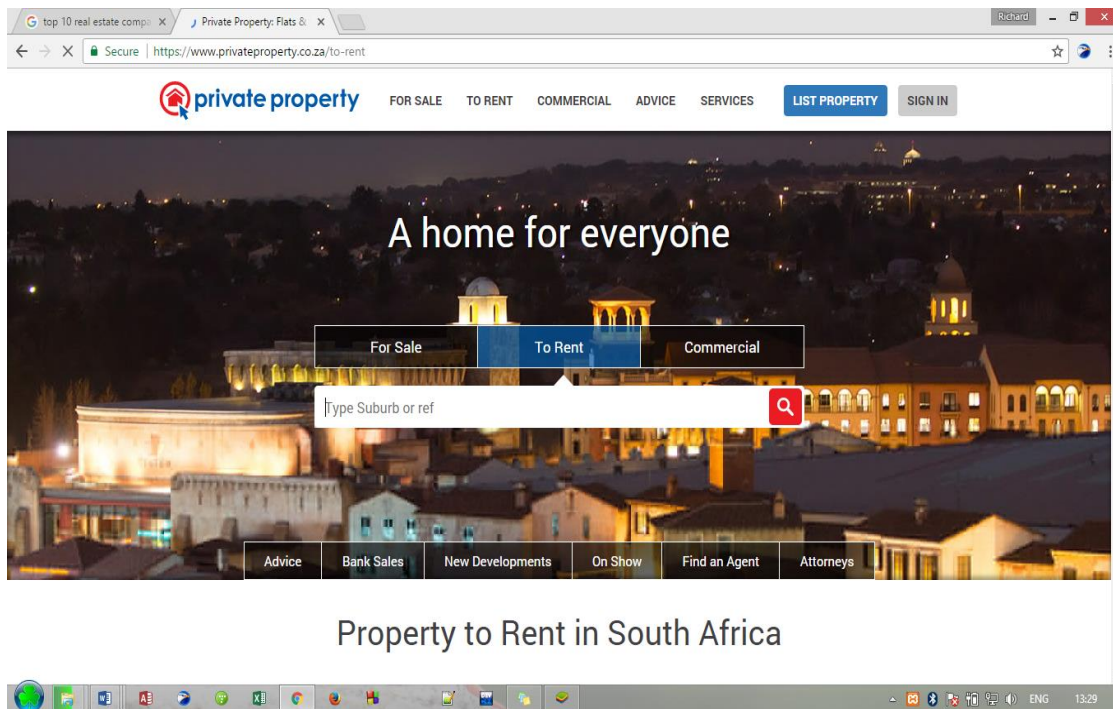 top 10 real estate compa
Private Property: Flats &
Richard
Secure | https://www.privateproperty.co.za/to-rent
private property FOR SALE TO RENT COMMERCIAL ADVICE SERVICES LIST PROPERTY SIGN IN
A home for everyone
For Sale To Rent Commercial
Type Suburb or ref
Advice Bank Sales New Developments On Show Find an Agent Attorneys
Property to Rent in South Africa
ENG 13:29